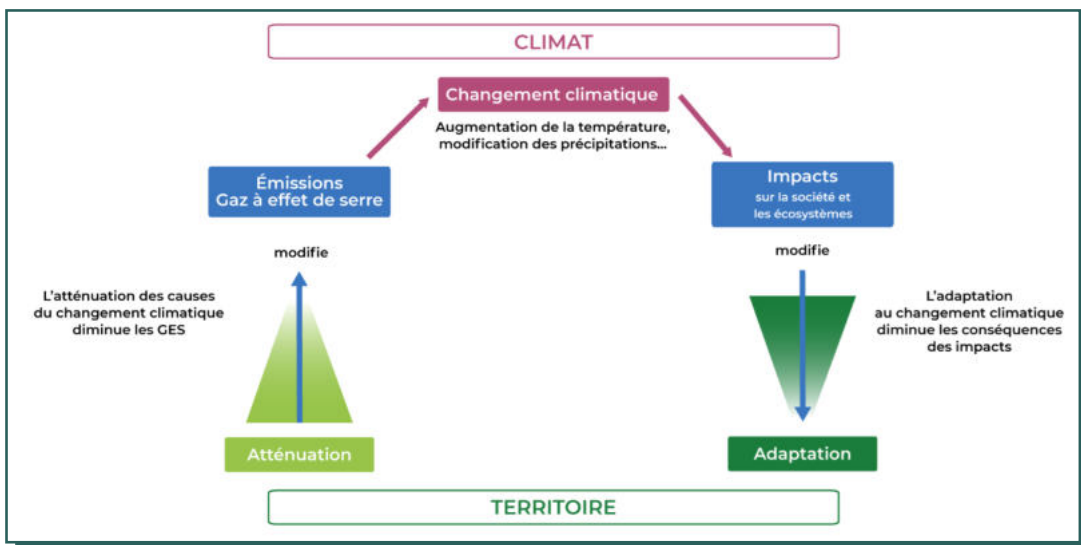 CLIMAT
Changement climatique
Augmentation de la température,
modification des précipitations...
Émissions
Gaz à effet de serre
Impacts
sur la société et
les écosystèmes
modifie
modifie
L'atténuation des causes
du changement climatique
diminue les GES
L'adaptation
au changement climatique
diminue les conséquences
des impacts
Atténuation
Adaptation
TERRITOIRE